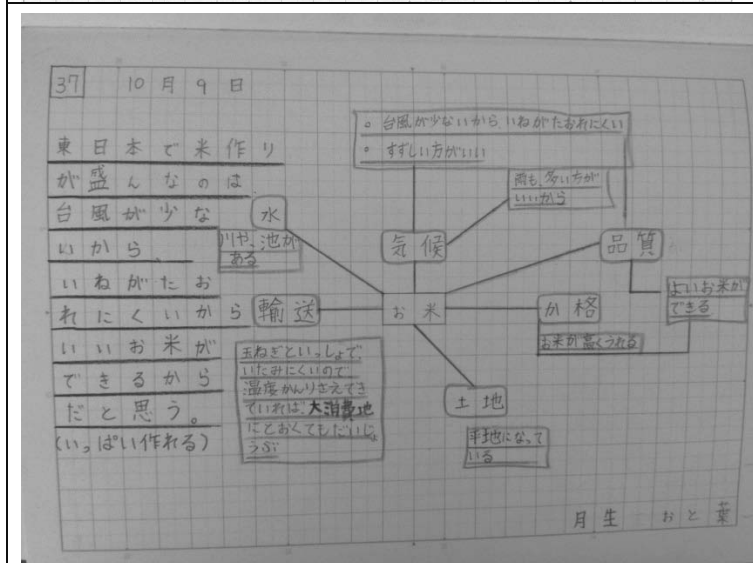 37 10月9日
東日本で米作り
が盛んなのは
台風が少な
いから、
いねがたお
れにくいから
いいお米が
できるから
だと思う。
(いっぱい作れる)
。台風が少ないから いねがたおれにくい
。すずしい方がいい
雨も、多い方が
いいから
水
川や、池が
ある
気候
品質
よいお米が
できる
輸送
お米
か格
お米が高くうれる
玉ねぎといっしょで、
いたみにくいので
温度かんりさえでき
ていれば、大消費地
にとおくてもだいじょ
うぶ
土地
平地になって
いる
月生 おと葉